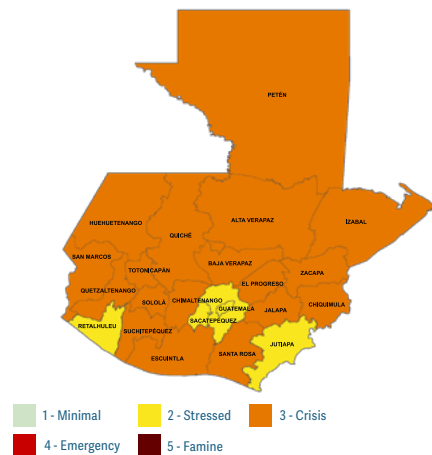 PETÉN
HUEHUETENANGO
QUICHÉ
ALTA VERAPAZ
ÍZABAL
SAN MARCOS
TOTONICAPÁN
BAJA VERAPAZ
ZACAPA
QUETZALTENANGO
EL PROGRESO
SOLOLÁ
CHIMALTENANGO
GUATEMALA
JALAPA
CHIQUIMULA
RETALHULEU
SUCHITEPÉQUEZ
SACATEPÉQUEZ
JUTIAPA
ESCUINTLA
SANTA ROSA
1 - Minimal
2 - Stressed
3 - Crisis
4 - Emergency
5 - Famine